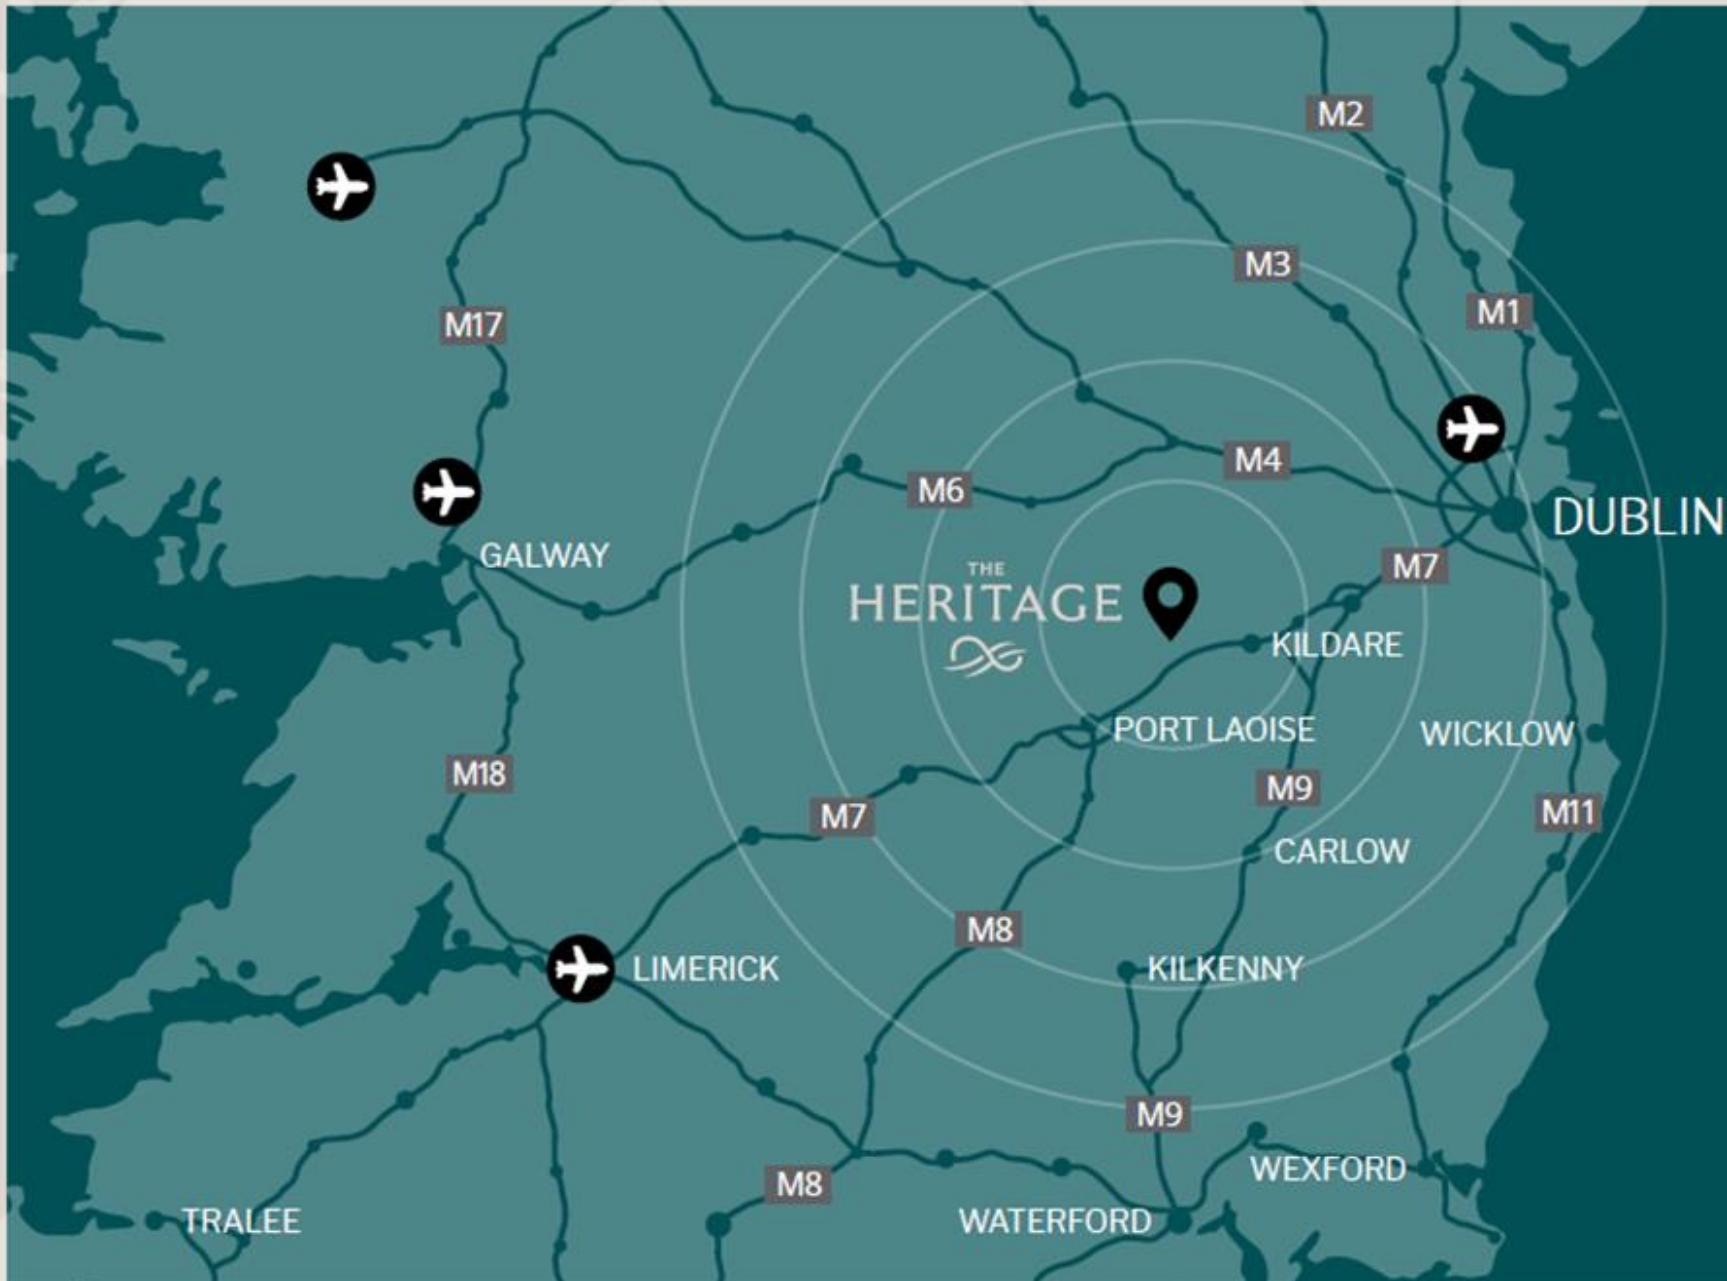 M2
M3
M1
M17
M4
M6
DUBLIN
GALWAY
M7
THE
HERITAGE
KILDARE
PORT LAOISE
WICKLOW
M18
M9
M7
M11
CARLOW
M8
LIMERICK
KILKENNY
M9
WEXFORD
M8
TRALEE
WATERFORD